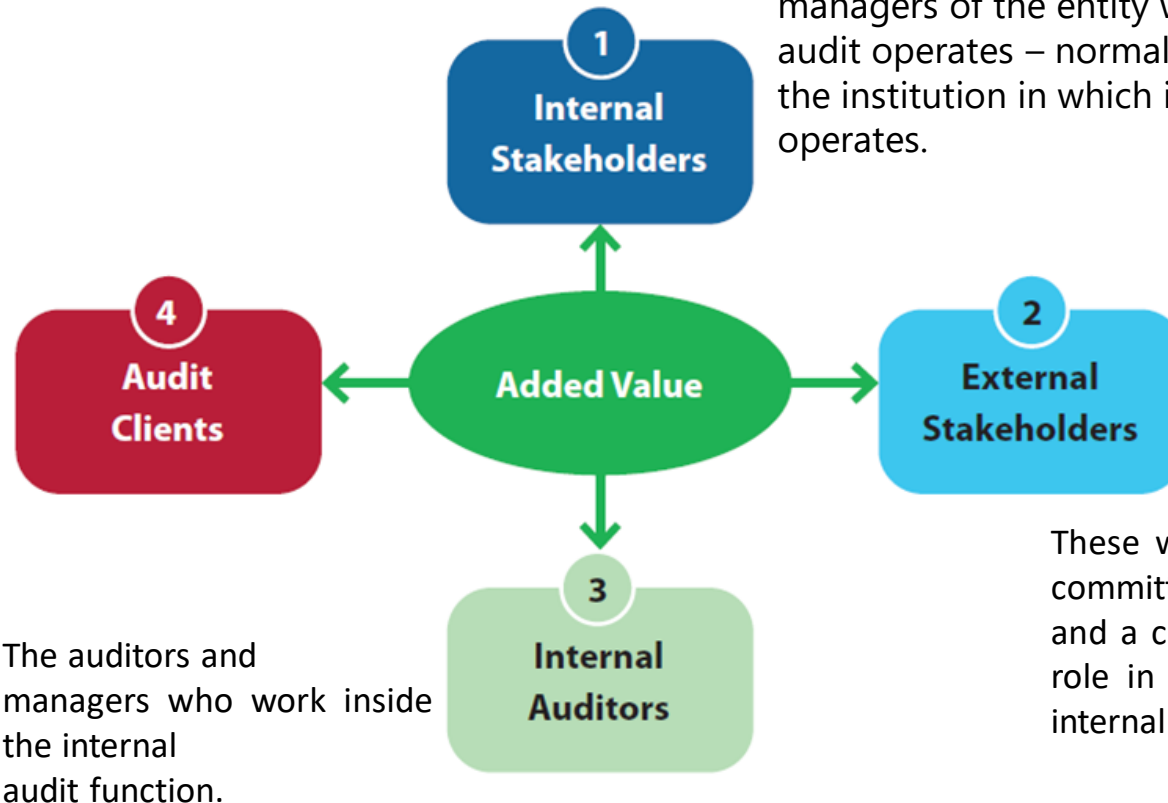 managers of the entity
audit operates – normal
the institution in which
operates.
1
Internal
Stakeholders
4
Audit
Clients
Added Value
2
External
Stakeholders
These
committ
and a
role in
internal
3
Internal
Auditors
The auditors and
managers who work inside
the internal
audit function.